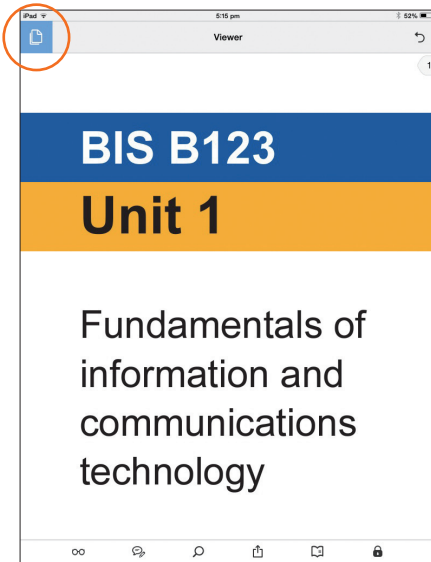 iPad 5:15 pm 52%
Viewer
1
BIS B123
Unit 1
Fundamentals of
information and
communications
technology